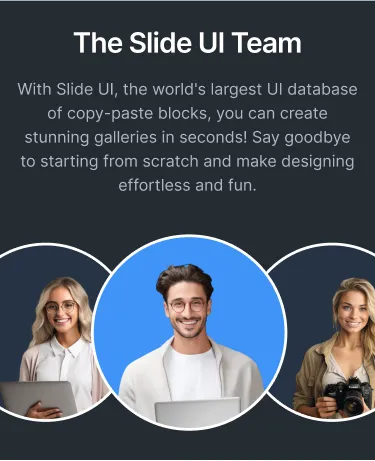 The Slide UI Team
With Slide UI, the world's largest UI database
of copy-paste blocks, you can create
stunning galleries in seconds! Say goodbye
to starting from scratch and make designing
effortless and fun.